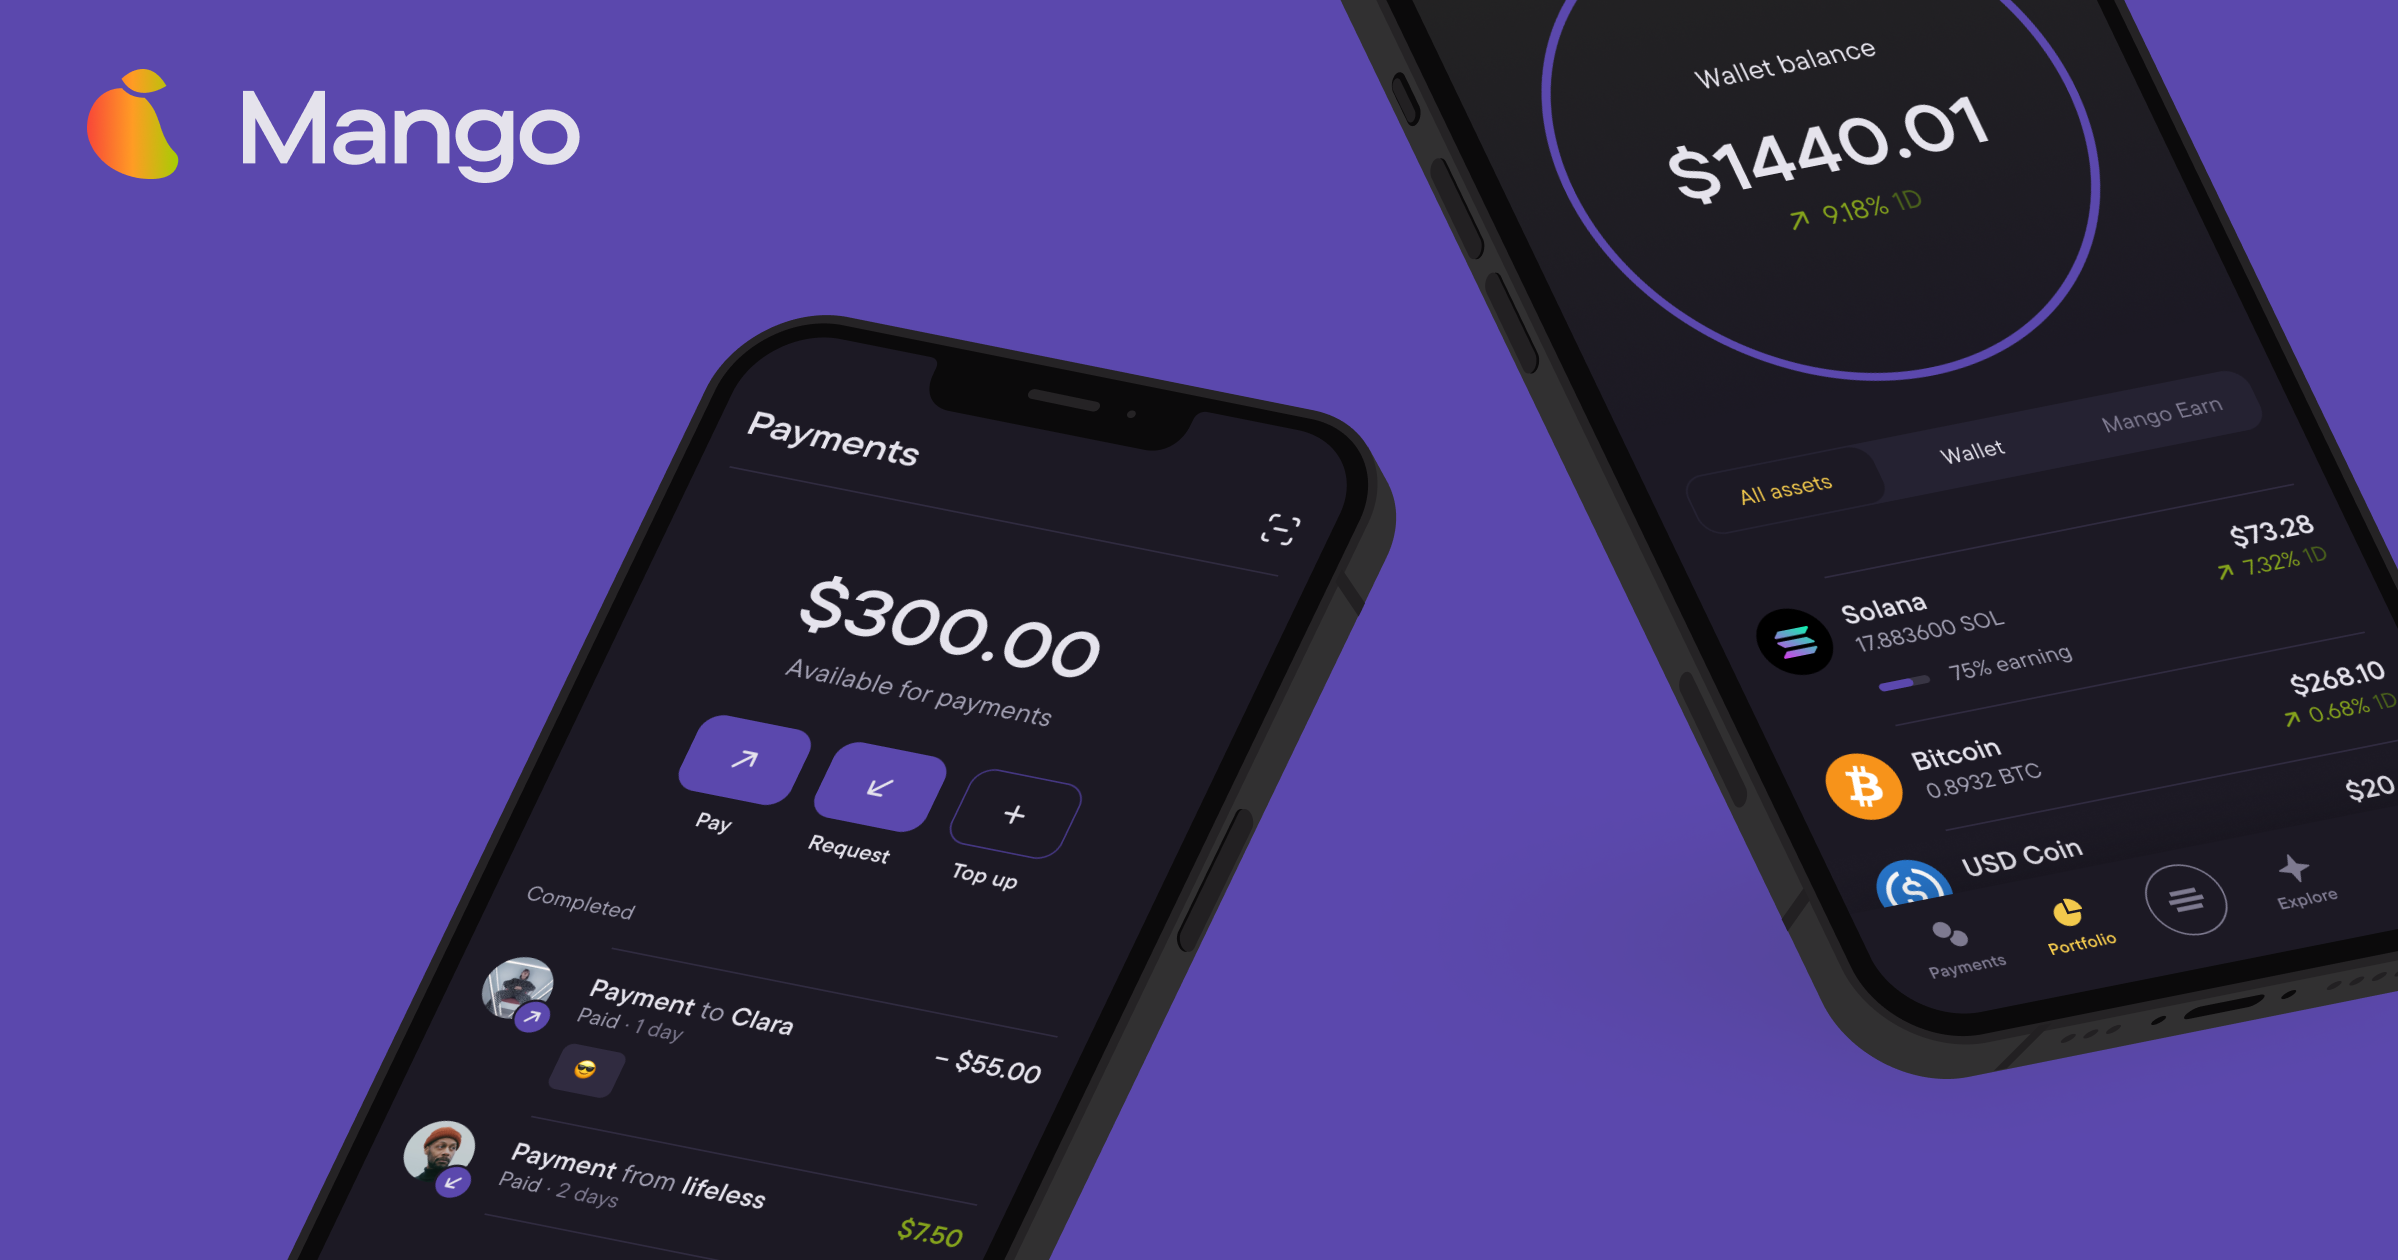 Mango
Payments
$300.00
Available for payments
Pay
Request
Top up
Completed
Payment to Clara
Paid · 1 day
– $55.00
Payment from lifeless
Paid · 2 days
$7.50
Wallet balance
$1440.01
9.18% 1D
All assets
Wallet
Mango Earn
Solana
17.883600 SOL
75% earning
$73.28
7.32% 1D
Bitcoin
0.8932 BTC
$268.10
0.68% 1D
USD Coin
$20
Payments
Portfolio
Explore